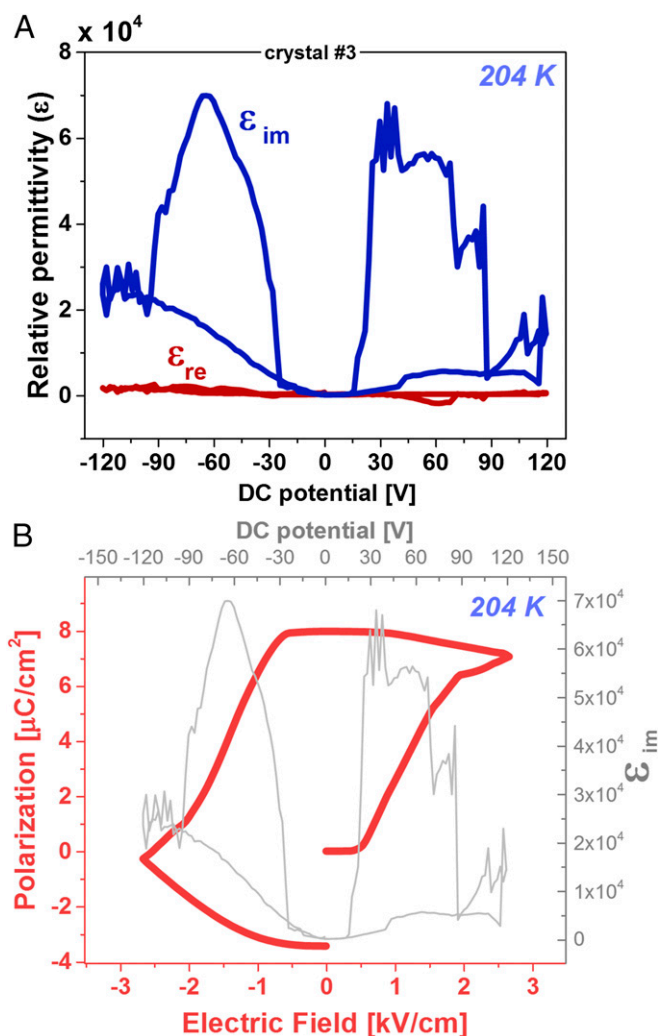 A
x 10⁴
crystal #3
204 K
8
6
4
2
0
Relative permittivity (ε)
ε im
ε re
-120 -90 -60 -30 0 30 60 90 120
DC potential [V]
B
DC potential [V]
-150 -120 -90 -60 -30 0 30 60 90 120 150
204 K
8
6
4
2
0
-2
-4
Polarization [μC/cm²]
7x10⁴
6x10⁴
5x10⁴
4x10⁴
3x10⁴
2x10⁴
1x10⁴
0
ε im
-3 -2 -1 0 1 2 3
Electric Field [kV/cm]